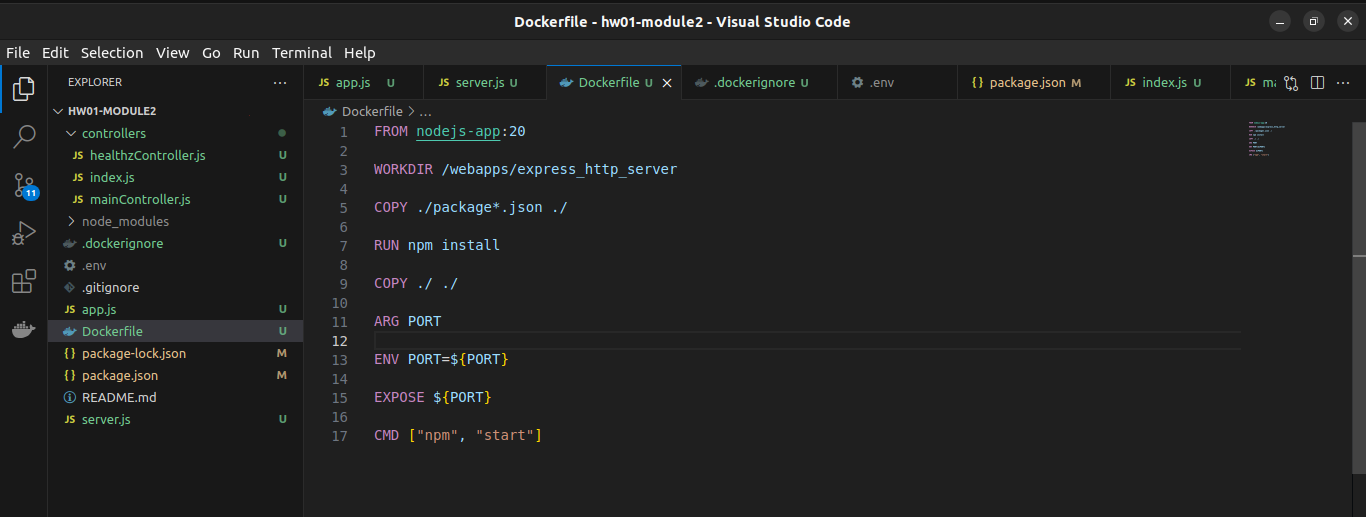 Dockerfile - hw01-module2 - Visual Studio Code
File Edit Selection View Go Run Terminal Help
EXPLORER
HW01-MODULE2
controllers
JS healthzController.js U
JS index.js U
JS mainController.js U
node_modules
.dockerignore U
.env
.gitignore
JS app.js U
Dockerfile U
{} package-lock.json M
{} package.json M
README.md
JS server.js U
11
JS app.js U
JS server.js U
Dockerfile U
.dockerignore U
.env
{} package.json M
JS index.js U
JS ma
Dockerfile > ...
1 FROM nodejs-app:20
2
3 WORKDIR /webapps/express_http_server
4
5 COPY ./package*.json ./
6
7 RUN npm install
8
9 COPY ./ ./
10
11 ARG PORT
12
13 ENV PORT=${PORT}
14
15 EXPOSE ${PORT}
16
17 CMD ["npm", "start"]